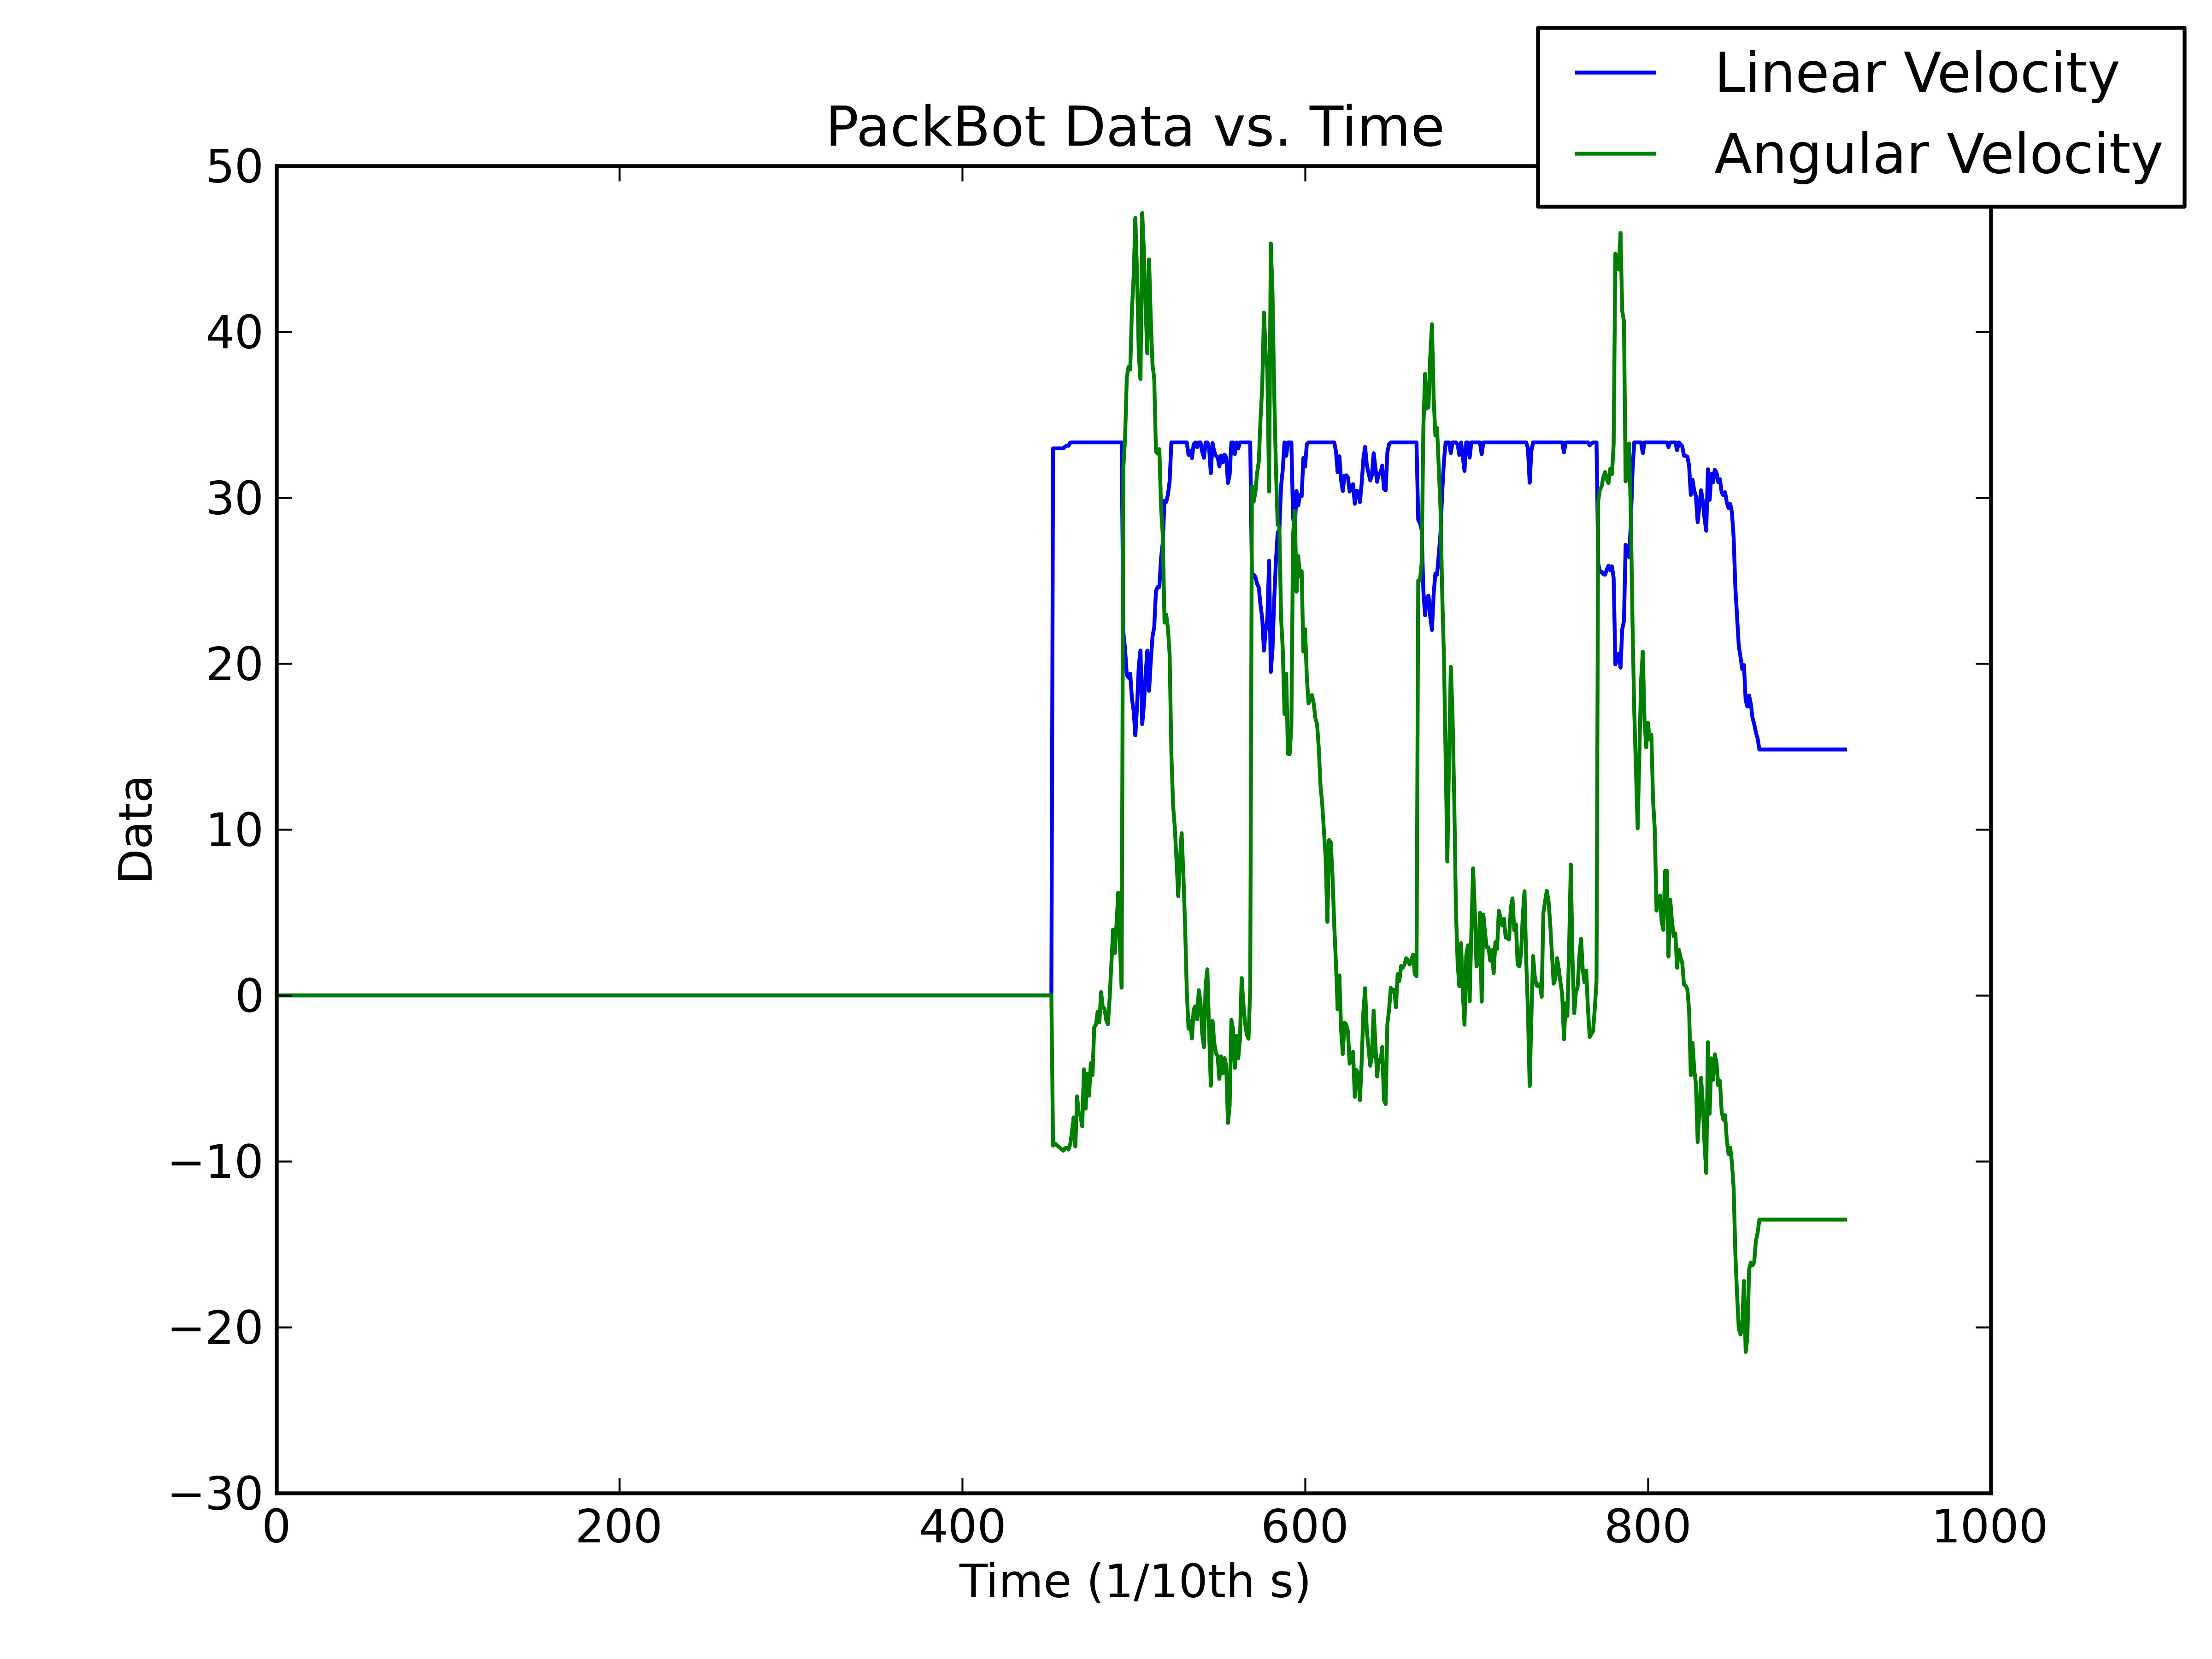 Linear Velocity
Angular Velocity
PackBot Data vs. Time
50
40
30
20
10
0
−10
−20
−30
Data
0 200 400 600 800 1000
Time (1/10th s)